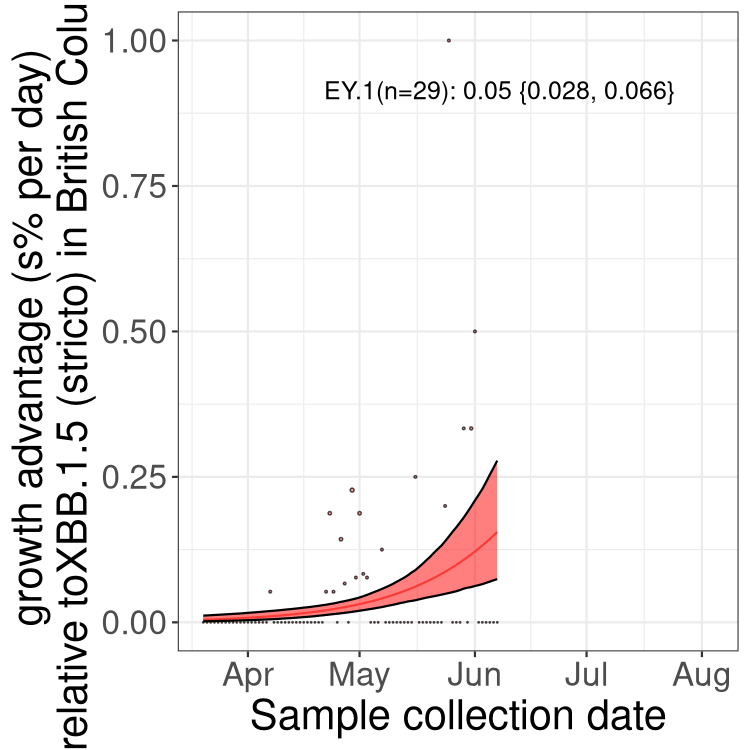 growth advantage (s% per day)
relative toXBB.1.5 (stricto) in British Colu
1.00
0.75
0.50
0.25
0.00
EY.1(n=29): 0.05 {0.028, 0.066}
Apr May Jun Jul Aug
Sample collection date